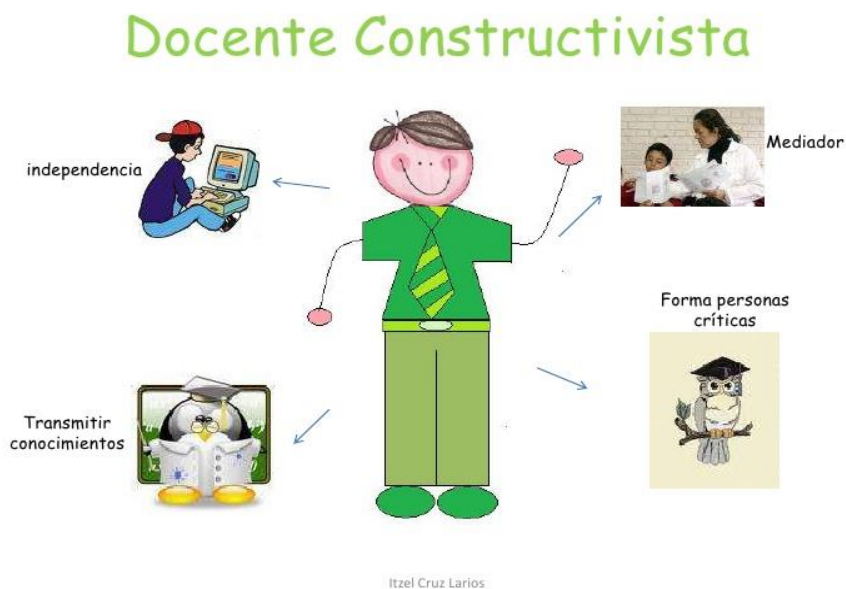 Docente Constructivista
independencia
Mediador
Forma personas
críticas
Transmitir
conocimientos
Itzel Cruz Larios